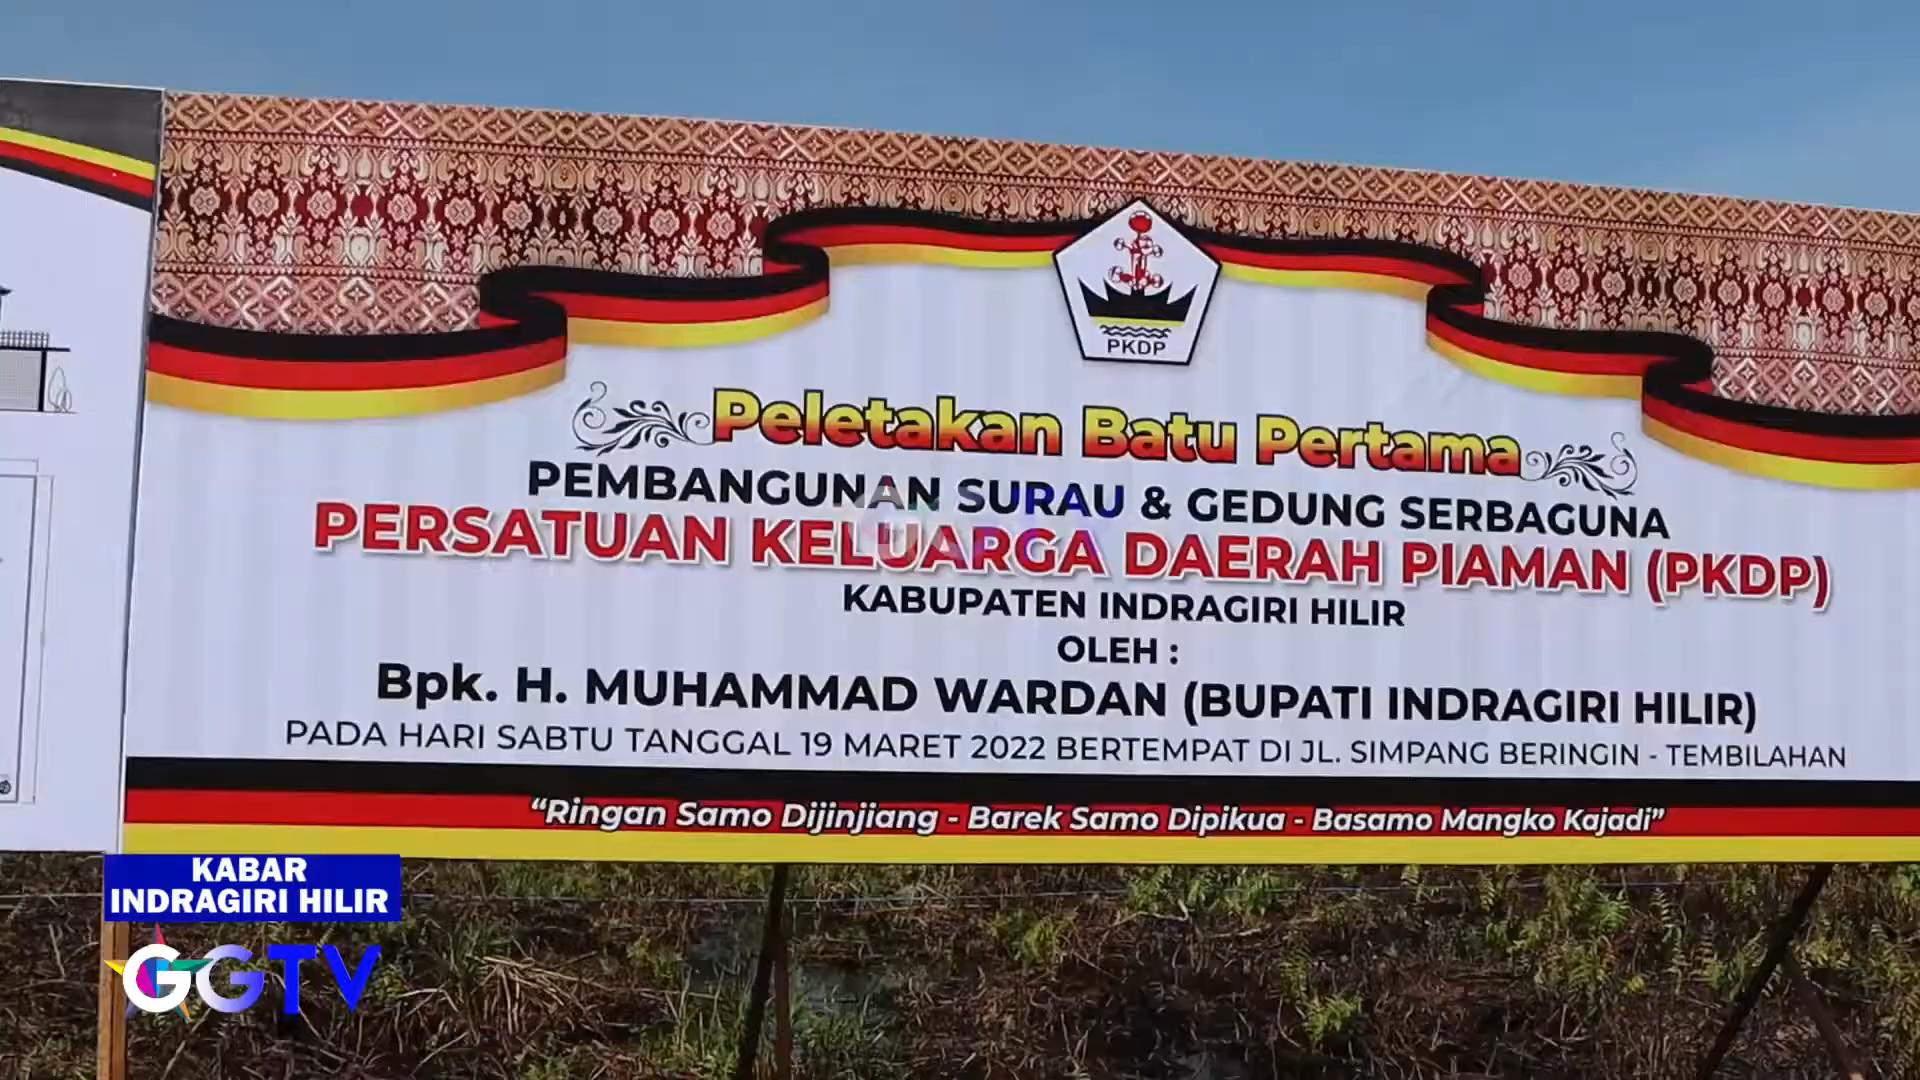 PKDP
Peletakan Batu Pertama
PEMBANGUNAN SURAU & GEDUNG SERBAGUNA
PERSATUAN KELUARGA DAERAH PIAMAN (PKDP)
KABUPATEN INDRAGIRI HILIR
OLEH :
Bpk. H. MUHAMMAD WARDAN (BUPATI INDRAGIRI HILIR)
PADA HARI SABTU TANGGAL 19 MARET 2022 BERTEMPAT DI JL. SIMPANG BERINGIN - TEMBILAHAN
“Ringan Samo Dijinjiang - Barek Samo Dipikua - Basamo Mangko Kajadi”
KABAR
INDRAGIRI HILIR
GGTV